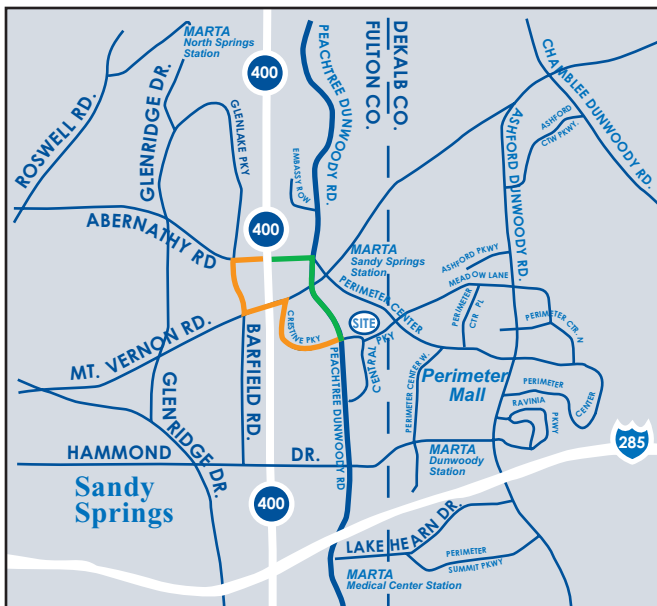 MARTA
North Springs
Station
400
PEACHTREE DUNWOODY RD.
DEKALB CO.
FULTON CO.
CHAMBLEE DUNWOODY RD.
ROSWELL RD.
GLENRIDGE DR.
GLENLAKE PKY
EMBASSY ROW
ASHFORD DUNWOODY RD.
ASHFORD
CTW PKWY.
ABERNATHY RD
400
MARTA
Sandy Springs
Station
ASHFORD PKWY
MEADOW LANE
PERIMETER CENTER
PERIMETER
CTR PL
PERIMETER CTR. N
SITE
PKY
CENTRAL
CRESTINE PKY
MT. VERNON RD.
BARFIELD RD.
PEACHTREE DUNWOODY RD
PERIMETER CENTER W.
Perimeter
Mall
PERIMETER
CENTER
RAVINIA
PKWY
GLENRIDGE DR.
HAMMOND
DR.
MARTA
Dunwoody
Station
285
Sandy
Springs
400
LAKE HEARN DR.
PERIMETER
SUMMIT PKWY
MARTA
Medical Center Station